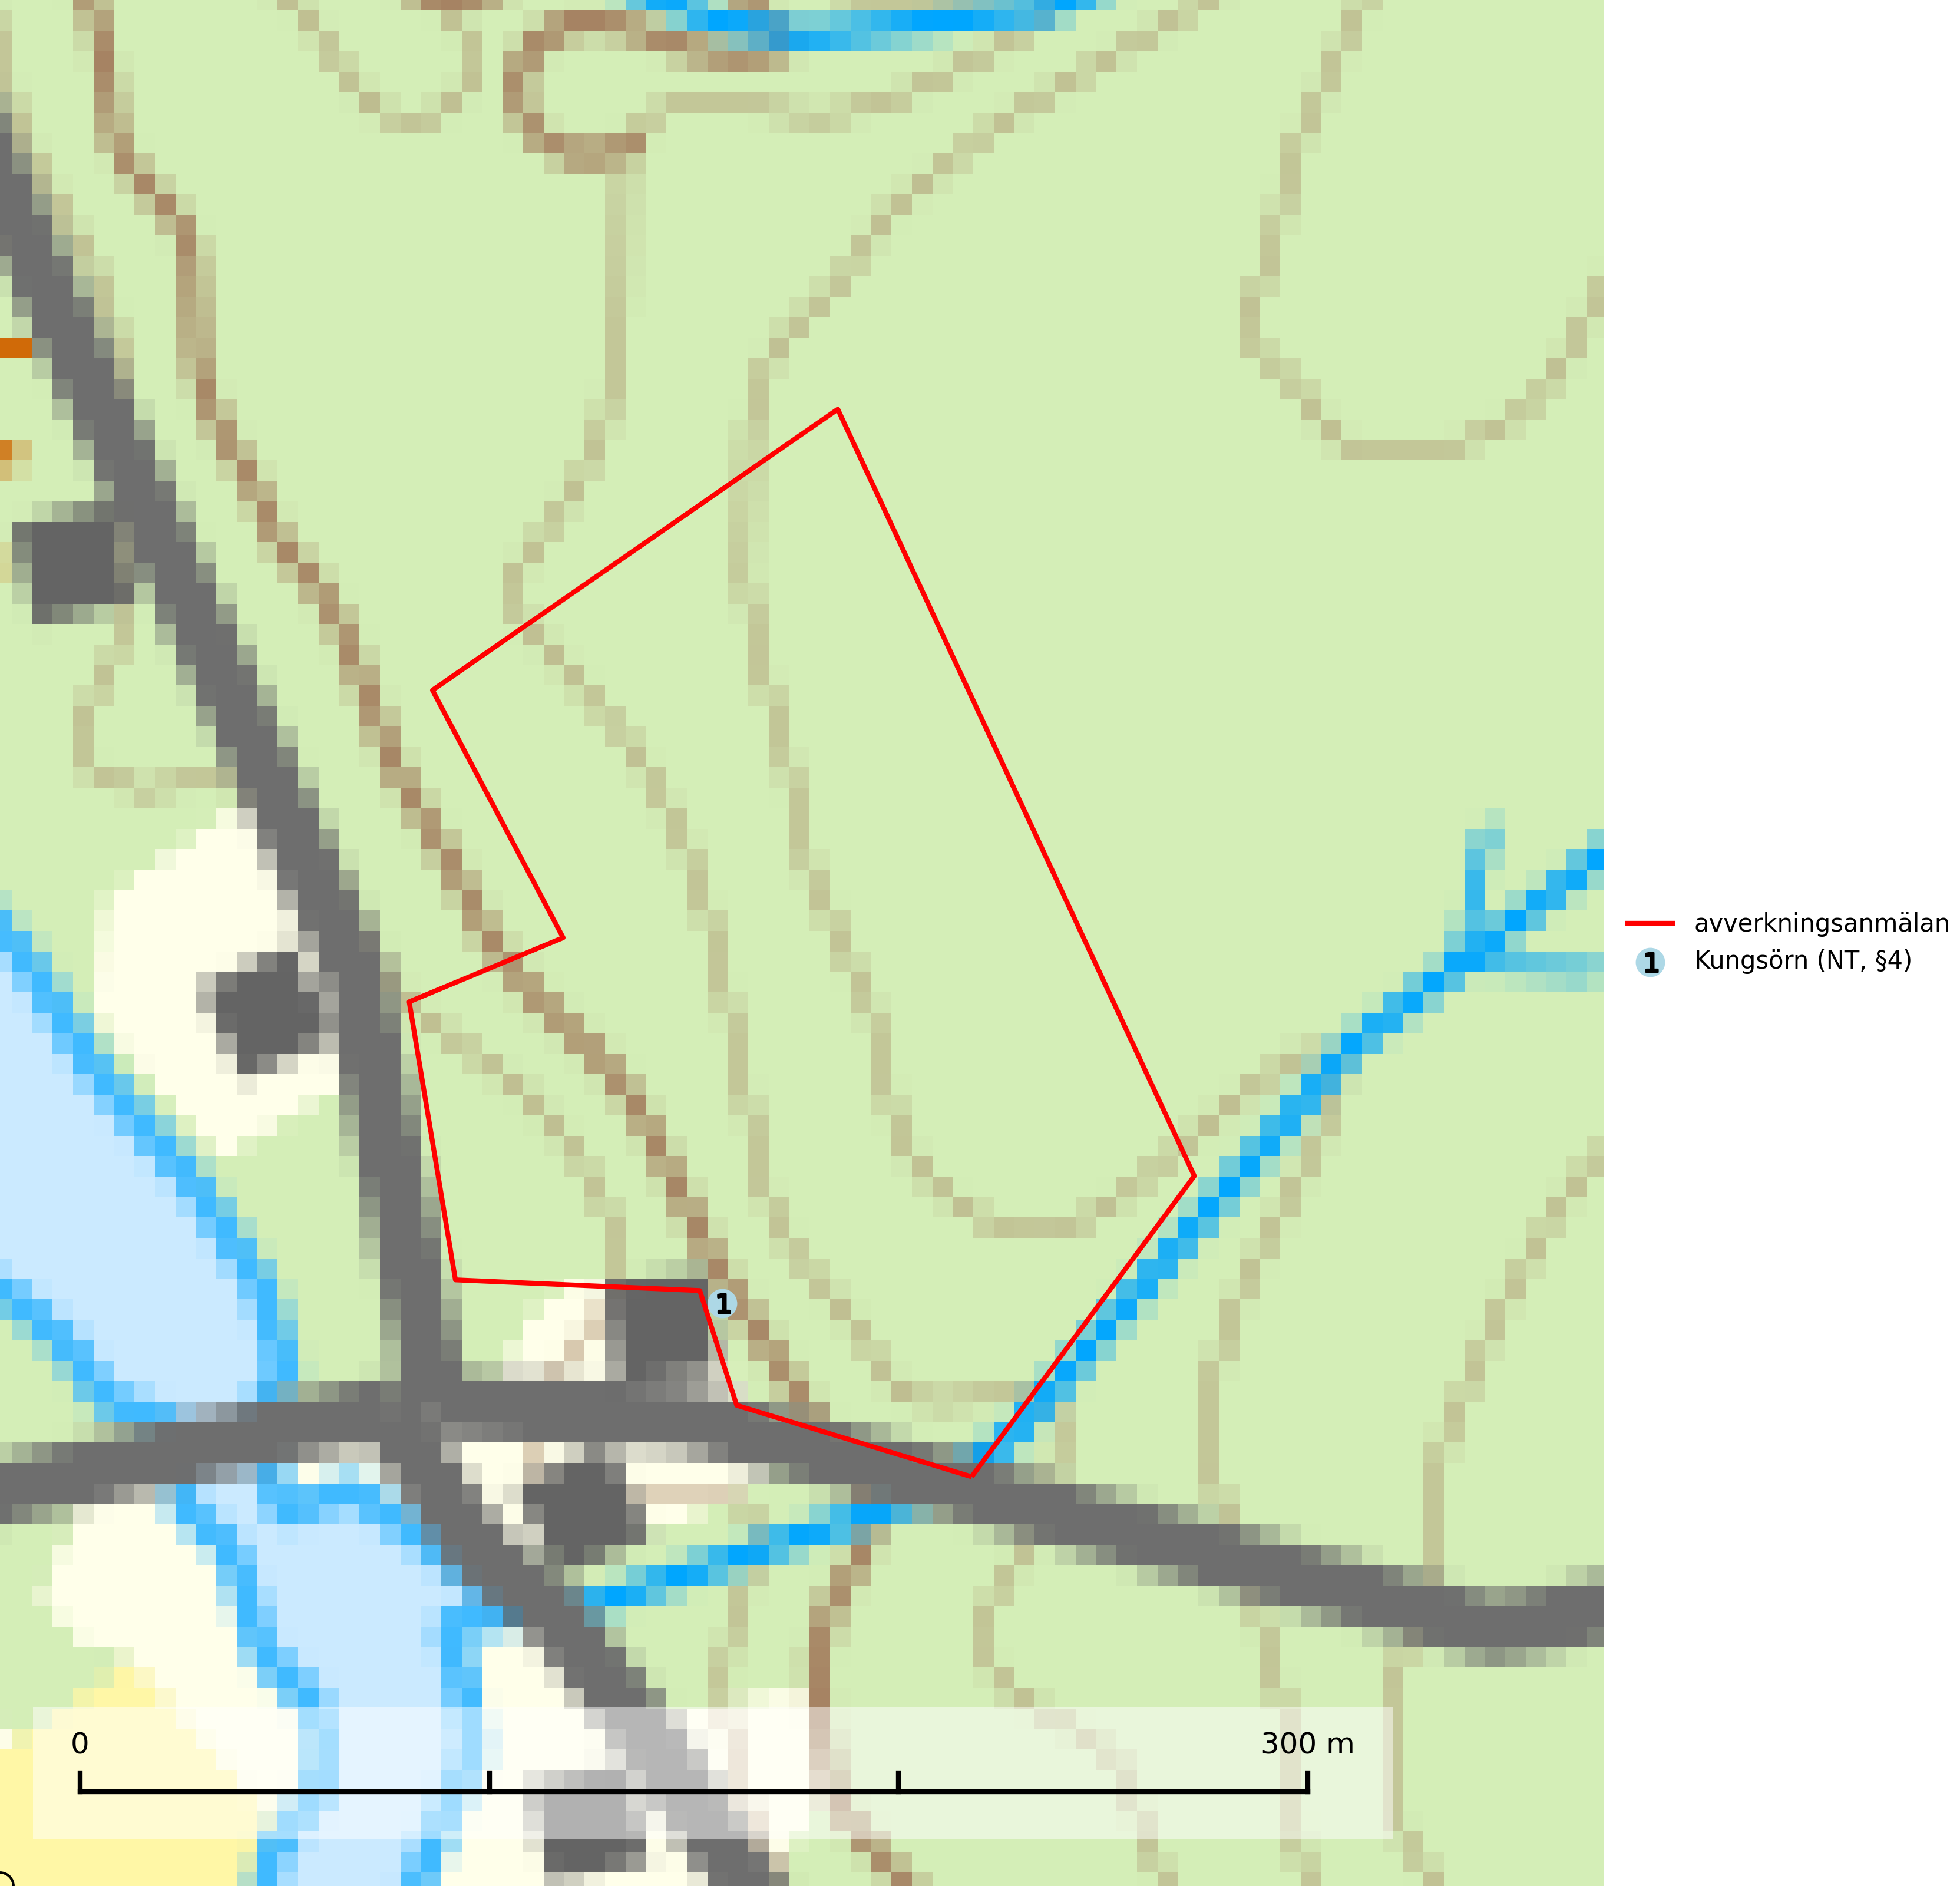 avverkningsanmälan
1 Kungsörn (NT, §4)
1
0 300 m